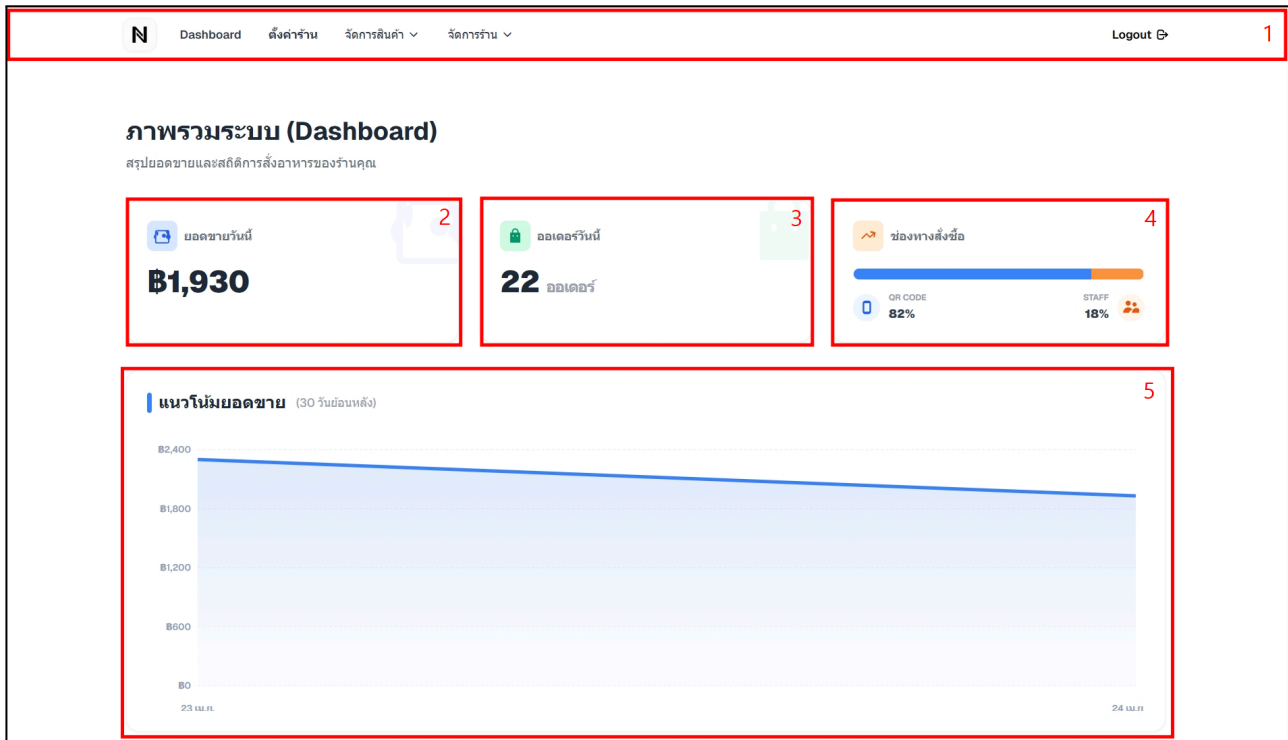 N Dashboard ตั้งค่าร้าน จัดการสินค้า จัดการร้าน Logout 1
ภาพรวมระบบ (Dashboard)
สรุปยอดขายและสถิติการสั่งอาหารของร้านคุณ
ยอดขายวันนี้ 2
฿1,930
ออเดอร์วันนี้ 3
22 ออเดอร์
ช่องทางสั่งซื้อ 4
QR CODE STAFF
82% 18%
แนวโน้มยอดขาย (30 วันย้อนหลัง) 5
฿2,400
฿1,800
฿1,200
฿600
฿0
23 เม.ย. 24 เม.ย